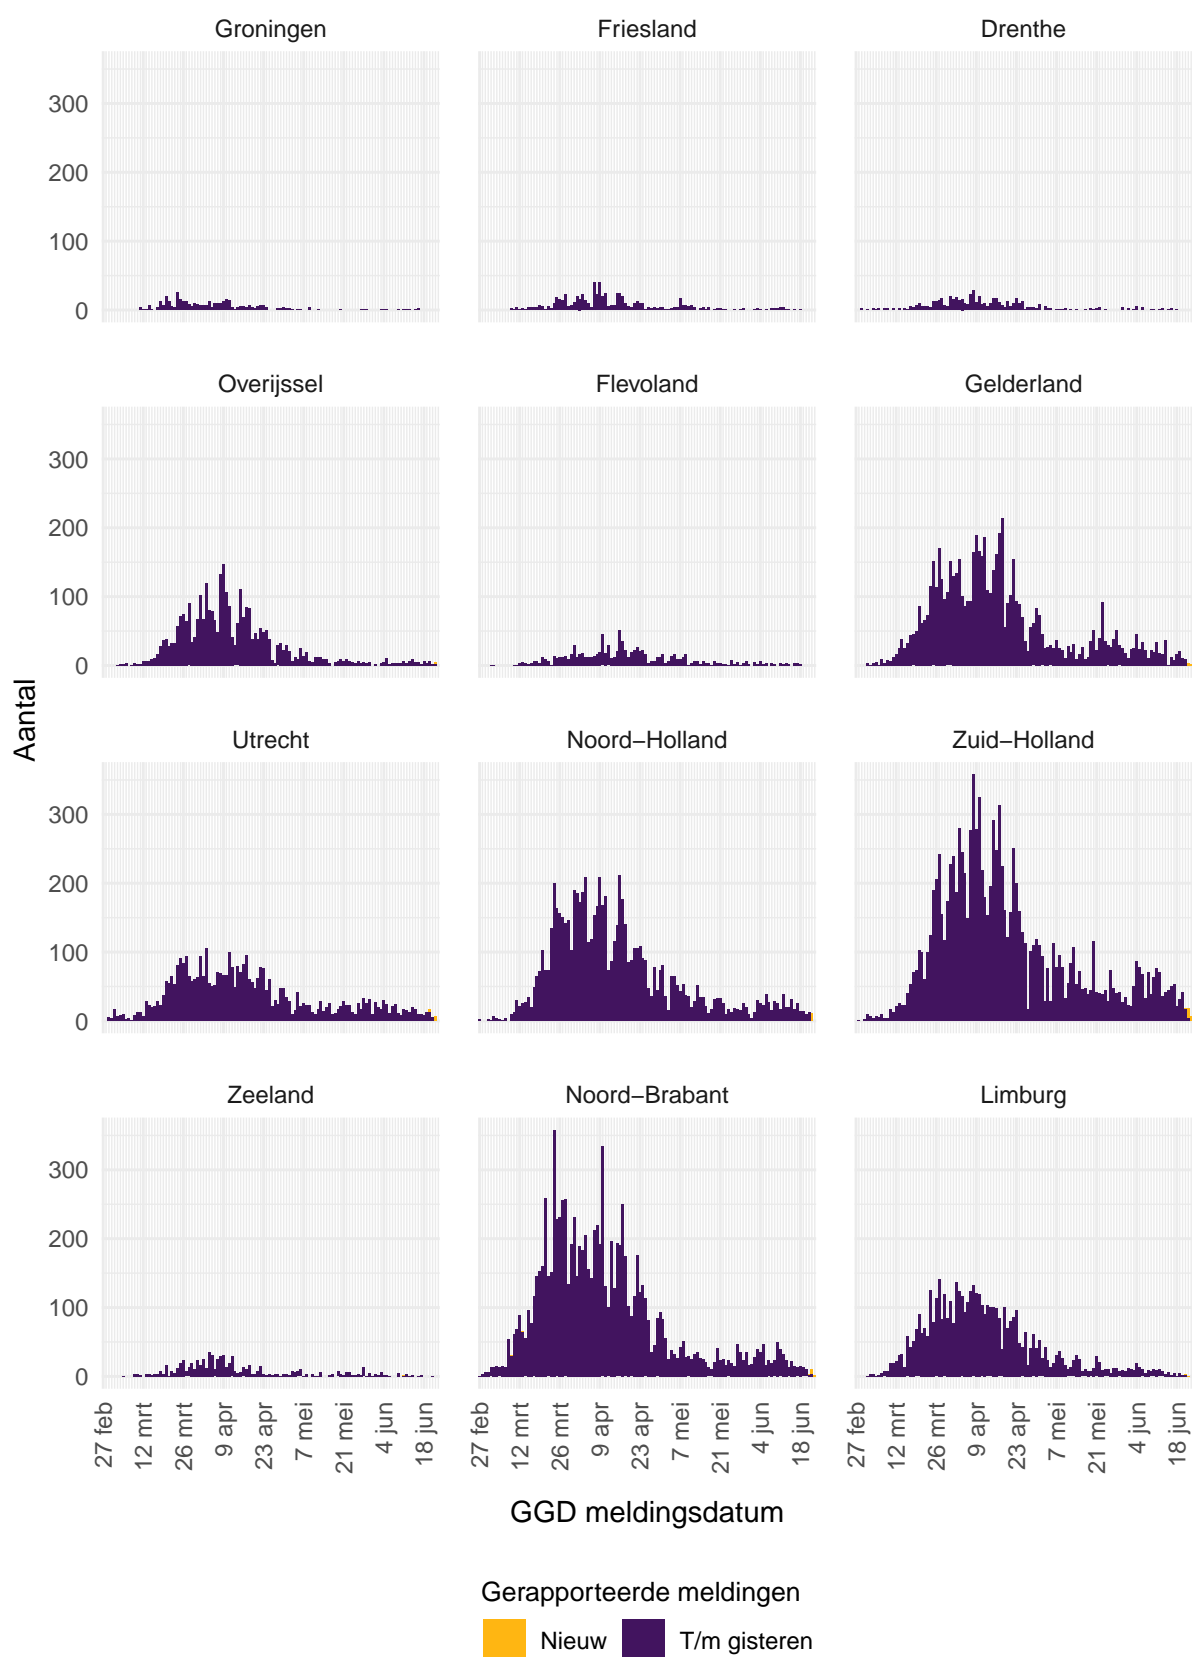 Groningen Friesland Drenthe
300
200
100
0
Overijssel Flevoland Gelderland
300
200
100
0
Aantal
Utrecht Noord−Holland Zuid−Holland
300
200
100
0
Zeeland Noord−Brabant Limburg
300
200
100
0
27 feb 12 mrt 26 mrt 9 apr 23 apr 7 mei 21 mei 4 jun 18 jun 27 feb 12 mrt 26 mrt 9 apr 23 apr 7 mei 21 mei 4 jun 18 jun 27 feb 12 mrt 26 mrt 9 apr 23 apr 7 mei 21 mei 4 jun 18 jun
GGD meldingsdatum
Gerapporteerde meldingen
Nieuw T/m gisteren